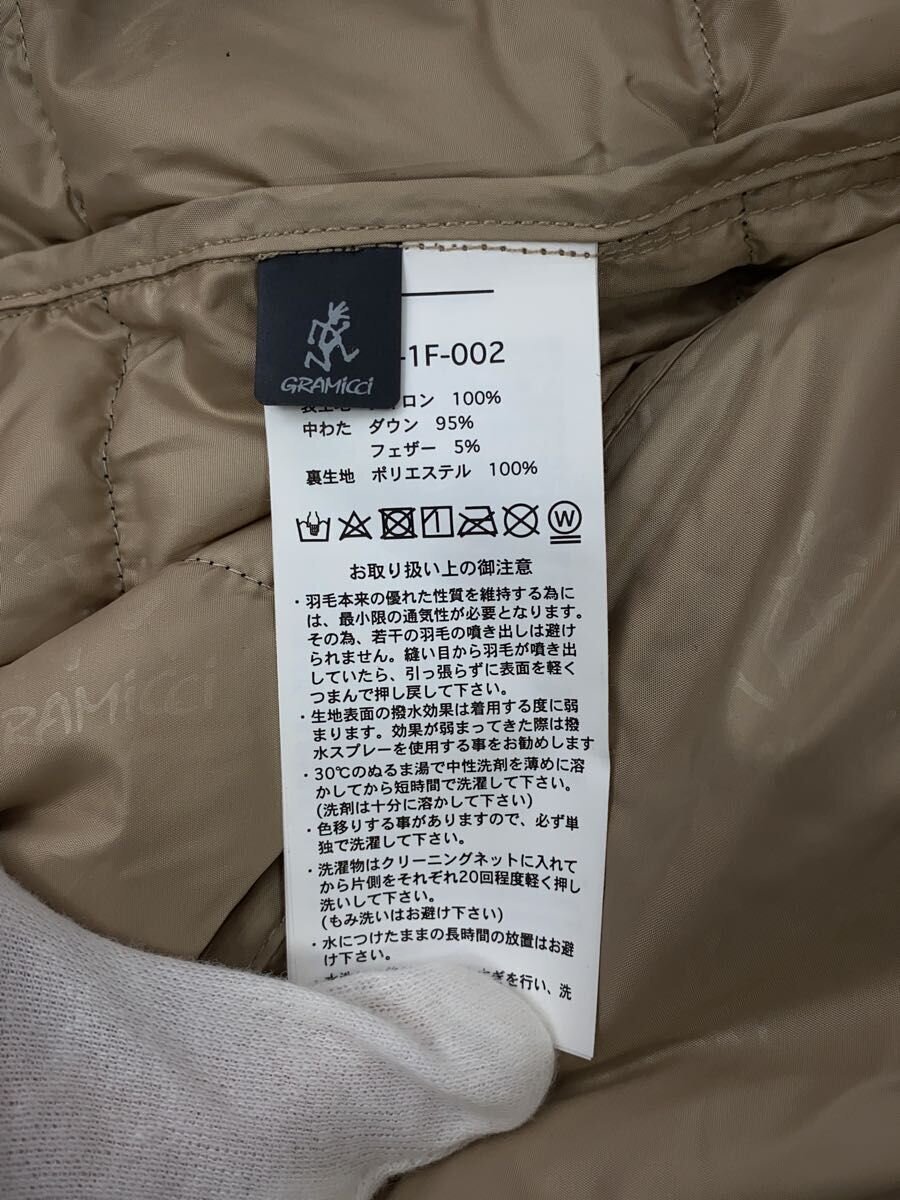 GRAMiCCi
-1F-002
表生地 ナイロン 100%
中わた ダウン 95%
フェザー 5%
裏生地 ポリエステル 100%
W
お取り扱い上の御注意
・羽毛本来の優れた性質を維持する為に
は、最小限の通気性が必要となります。
その為、若干の羽毛の噴き出しは避け
られません。縫い目から羽毛が噴き出
していたら、引っ張らずに表面を軽く
つまんで押し戻して下さい。
・生地表面の撥水効果は着用する度に弱
まります。効果が弱まってきた際は撥
水スプレーを使用する事をお勧めします
・30℃のぬるま湯で中性洗剤を薄めに溶
かしてから短時間で洗濯して下さい。
(洗剤は十分に溶かして下さい)
・色移りする事がありますので、必ず単
独で洗濯して下さい。
・洗濯物はクリーニングネットに入れて
から片側をそれぞれ20回程度軽く押し
洗いして下さい。
(もみ洗いはお避け下さい)
・水につけたままの長時間の放置はお避
け下さい。
ぎを行い、洗
RAMiCCi